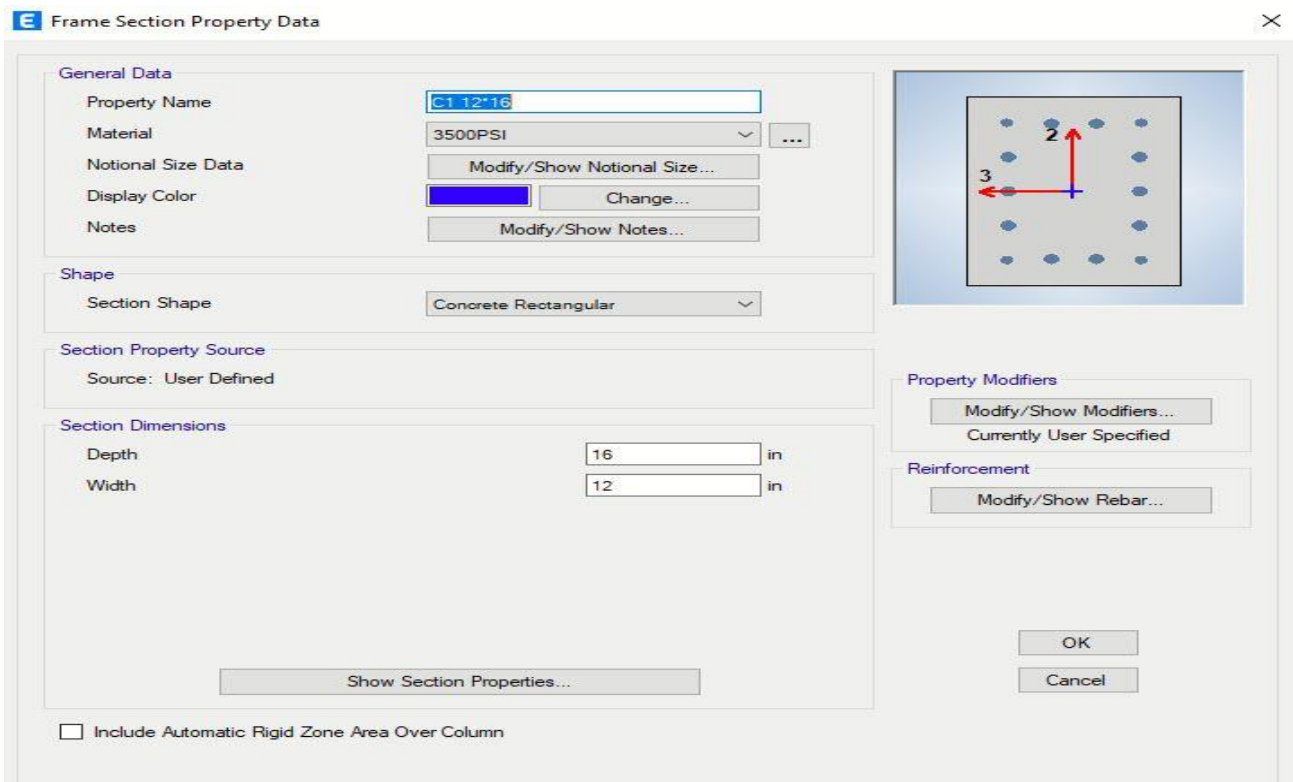 E Frame Section Property Data
General Data
Property Name C1 12*16
Material 3500PSI ...
Notional Size Data Modify/Show Notional Size...
Display Color Change...
Notes Modify/Show Notes...
2
3
Shape
Section Shape Concrete Rectangular
Section Property Source
Source: User Defined
Property Modifiers
Modify/Show Modifiers...
Currently User Specified
Section Dimensions
Depth 16 in
Width 12 in
Reinforcement
Modify/Show Rebar...
OK
Cancel
Show Section Properties...
Include Automatic Rigid Zone Area Over Column